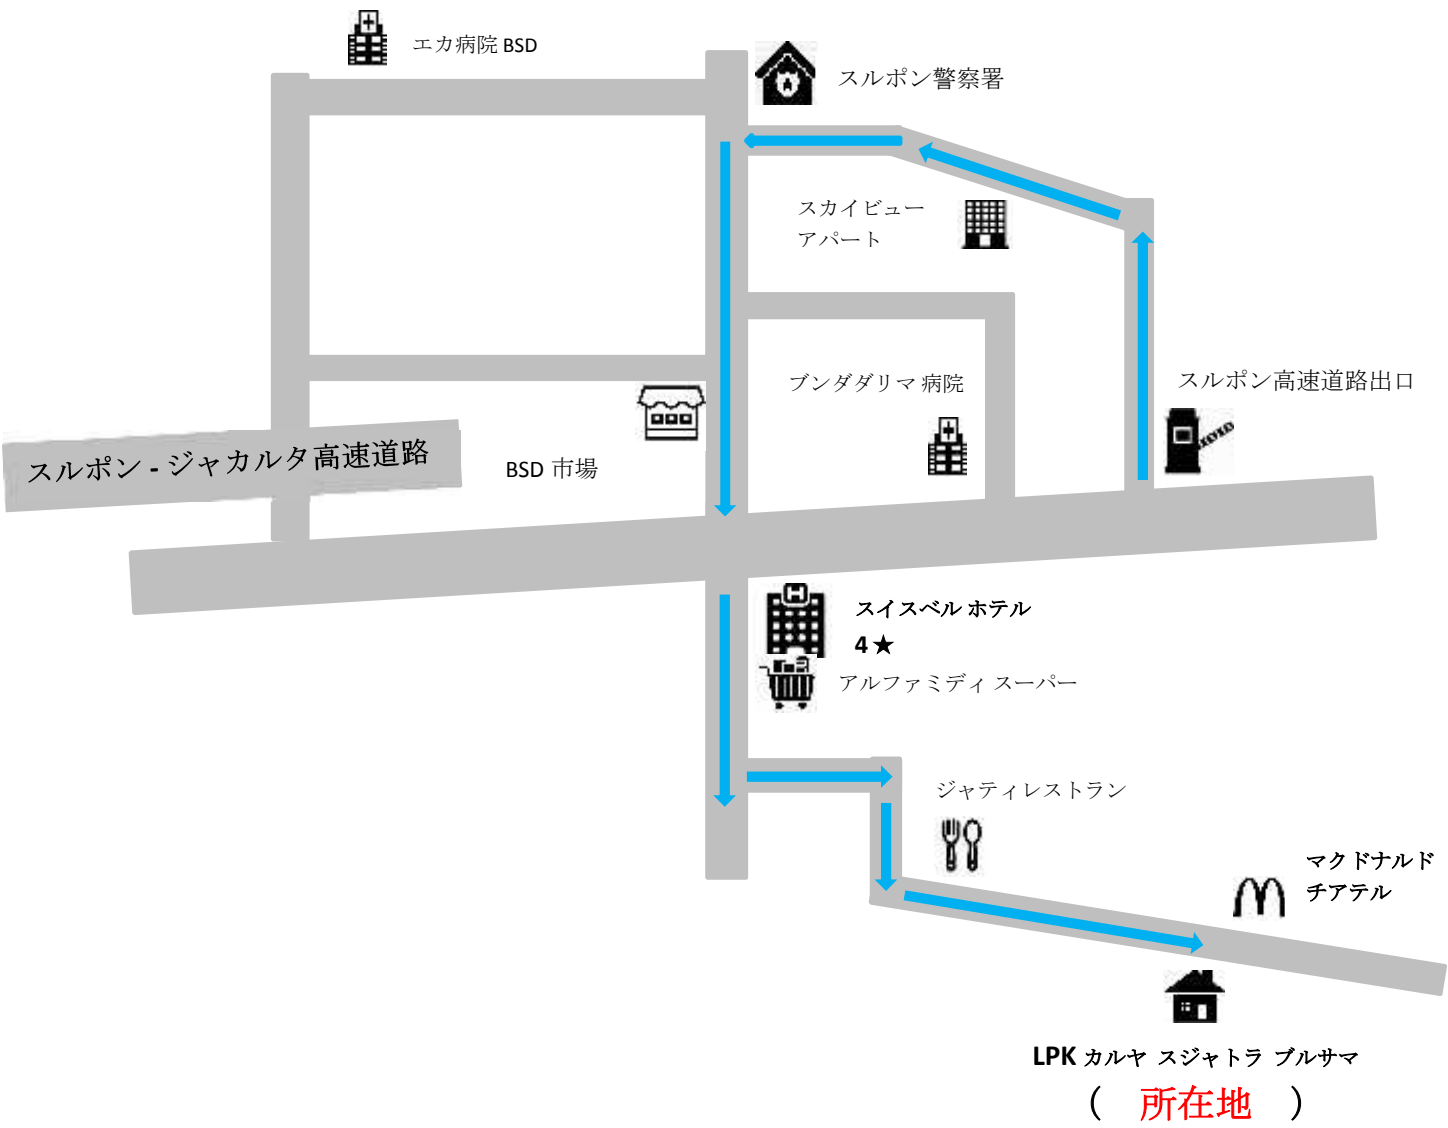 エカ病院 BSD
スルポン警察署
スカイビュー
アパート
ブンダダリマ 病院
スルポン高速道路出口
スルポン - ジャカルタ高速道路
BSD 市場
スイスベル ホテル
4 ★
アルファミディ スーパー
ジャティレストラン
マクドナルド
チアテル
LPK カルヤ スジャトラ ブルサマ
( 所在地 )